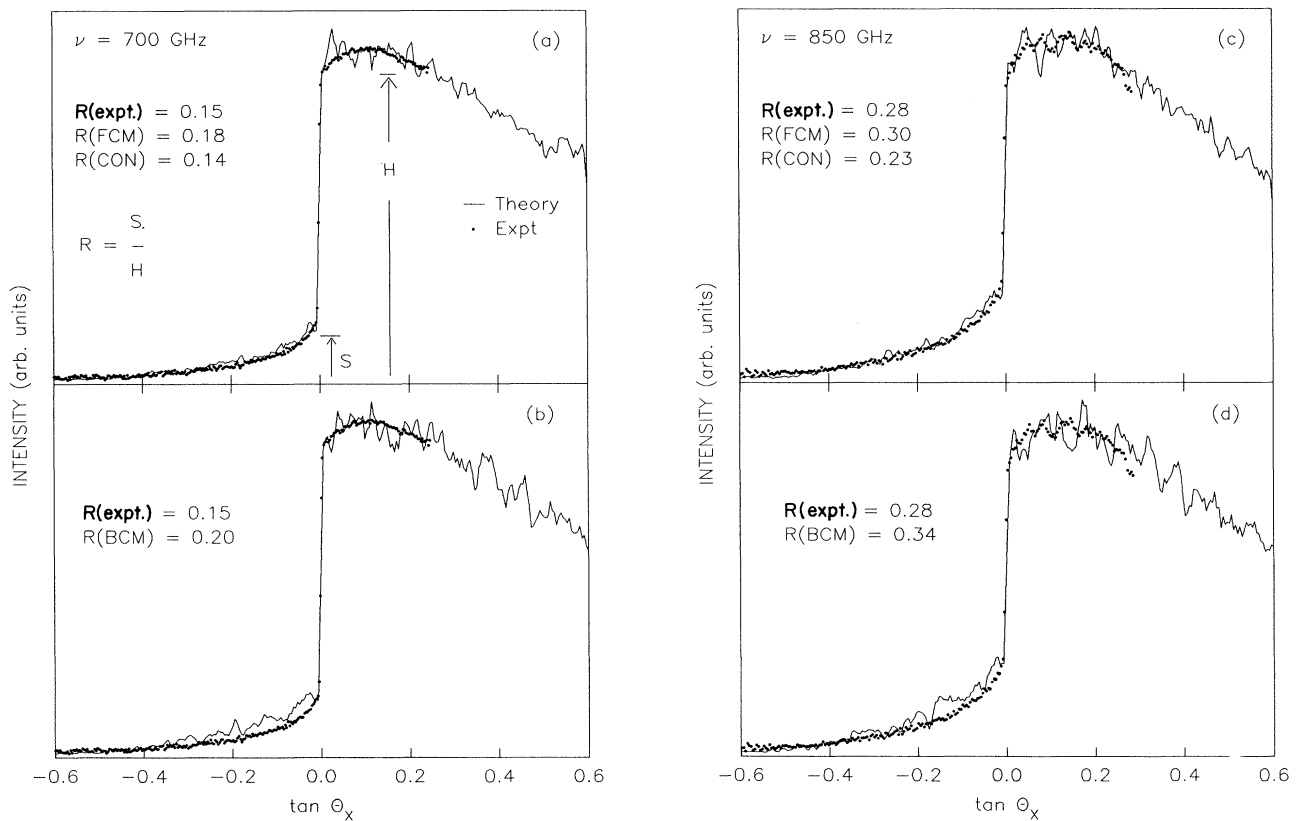 ν = 700 GHz
(a)
R(expt.) = 0.15
R(FCM) = 0.18
R(CON) = 0.14
H
— Theory
· Expt
S.
R = —
H
S
INTENSITY (arb. units)
(b)
R(expt.) = 0.15
R(BCM) = 0.20
−0.6 −0.4 −0.2 0.0 0.2 0.4 0.6
tan Θx
ν = 850 GHz
(c)
R(expt.) = 0.28
R(FCM) = 0.30
R(CON) = 0.23
INTENSITY (arb. units)
(d)
R(expt.) = 0.28
R(BCM) = 0.34
−0.6 −0.4 −0.2 0.0 0.2 0.4 0.6
tan Θx